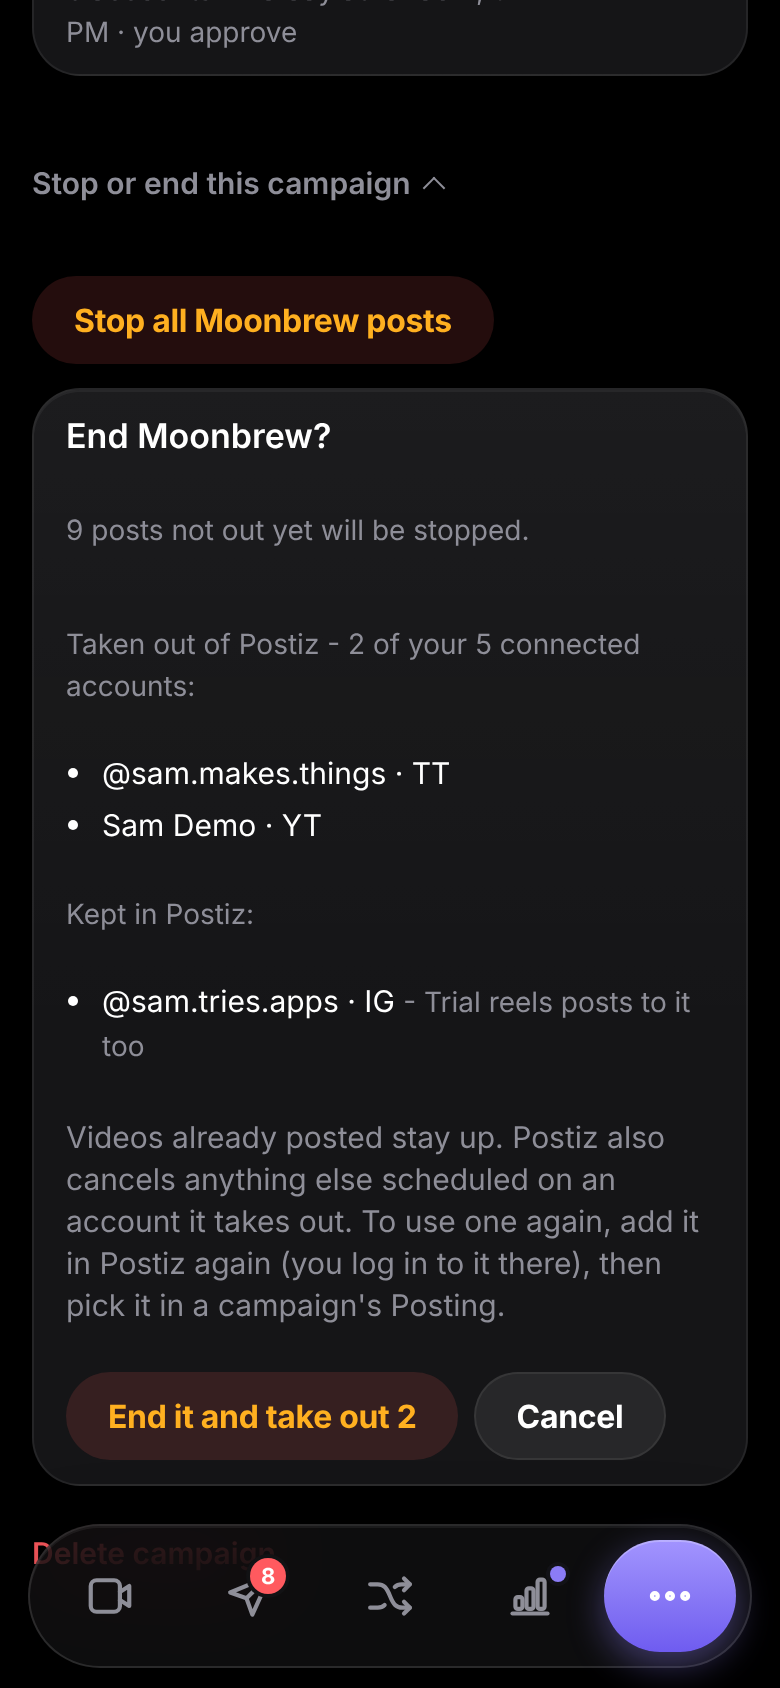 PM · you approve
Stop or end this campaign
Stop all Moonbrew posts
End Moonbrew?
9 posts not out yet will be stopped.
Taken out of Postiz - 2 of your 5 connected
accounts:
• @sam.makes.things · TT
• Sam Demo · YT
Kept in Postiz:
• @sam.tries.apps · IG - Trial reels posts to it
too
Videos already posted stay up. Postiz also
cancels anything else scheduled on an
account it takes out. To use one again, add it
in Postiz again (you log in to it there), then
pick it in a campaign's Posting.
End it and take out 2
Cancel
Delete campaign
8